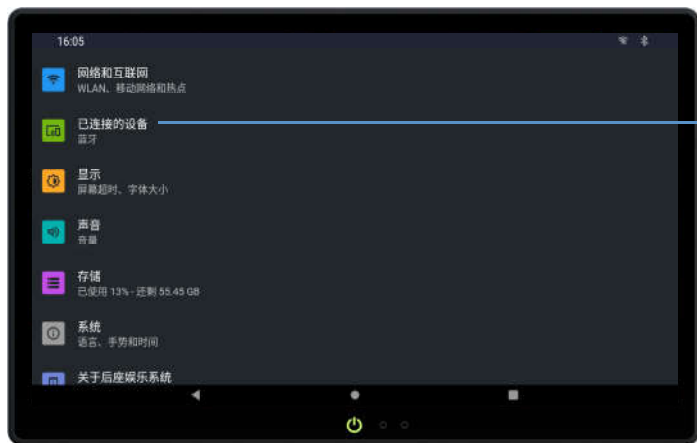 16:05
网络和互联网
WLAN、移动网络和热点
已连接的设备
蓝牙
显示
屏幕超时、字体大小
声音
音量
存储
已使用 13% - 还剩 55.45 GB
系统
语言、手势和时间
关于后座娱乐系统